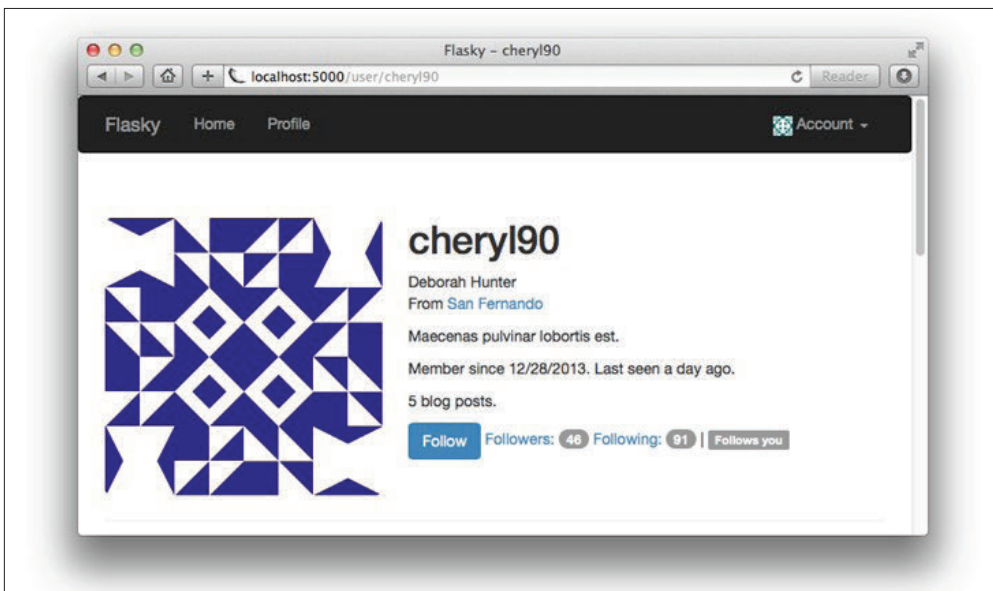 Flasky – cheryl90
localhost:5000/user/cheryl90
Reader
Flasky Home Profile Account
cheryl90
Deborah Hunter
From San Fernando
Maecenas pulvinar lobortis est.
Member since 12/28/2013. Last seen a day ago.
5 blog posts.
Follow Followers: 46 Following: 91 | Follows you